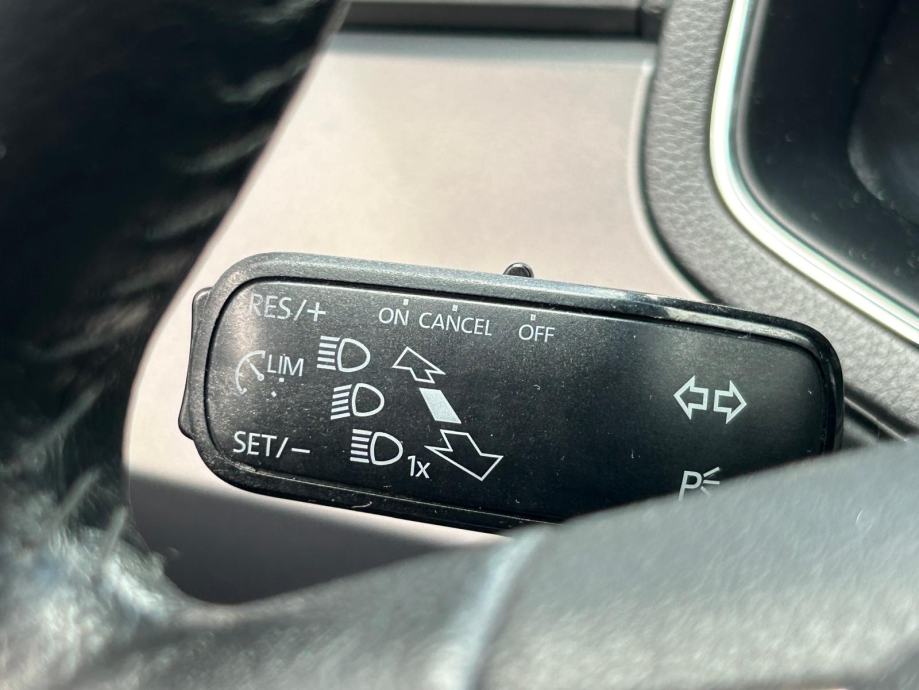 RES/+
ON CANCEL OFF
LIM
SET/–
1x
P